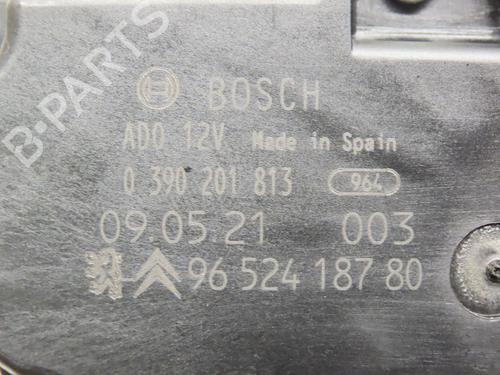 B-PARTS
BOSCH
ADO 12V Made in Spain
0 390 201 813 964
09.05.21 003
96 524 187 80